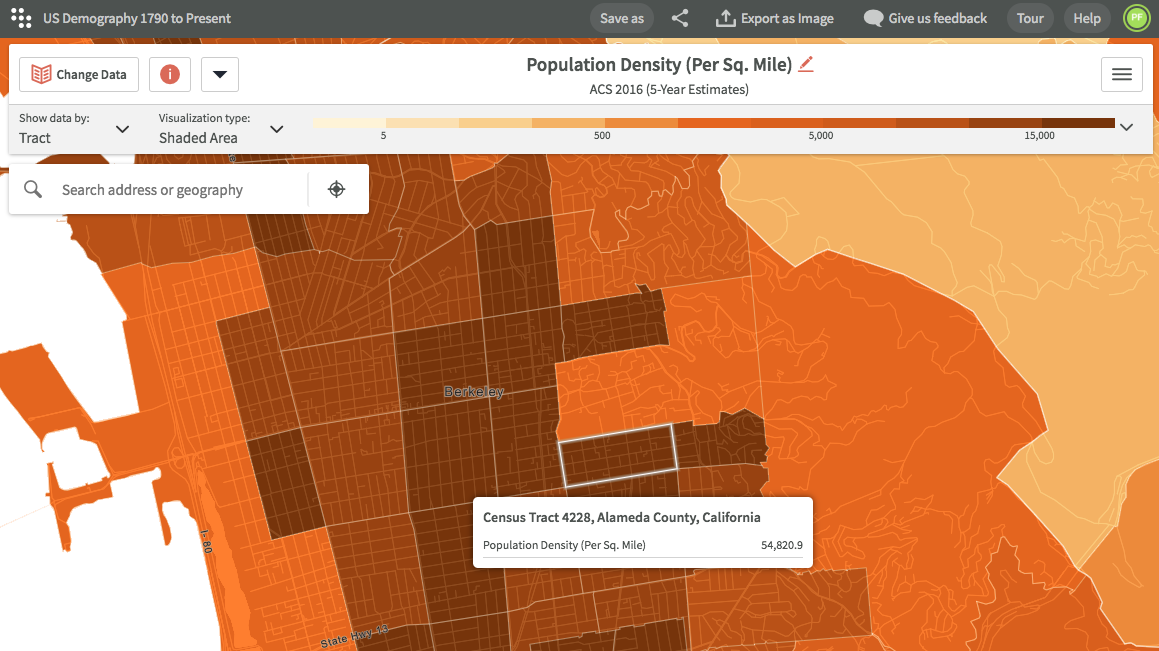 US Demography 1790 to Present
Save as
Export as Image
Give us feedback
Tour
Help
PF
Change Data
i
Population Density (Per Sq. Mile)
ACS 2016 (5-Year Estimates)
Show data by:
Tract
Visualization type:
Shaded Area
5
500
5,000
15,000
Search address or geography
Berkeley
Census Tract 4228, Alameda County, California
Population Density (Per Sq. Mile) 54,820.9
I- 80
State Hwy 13